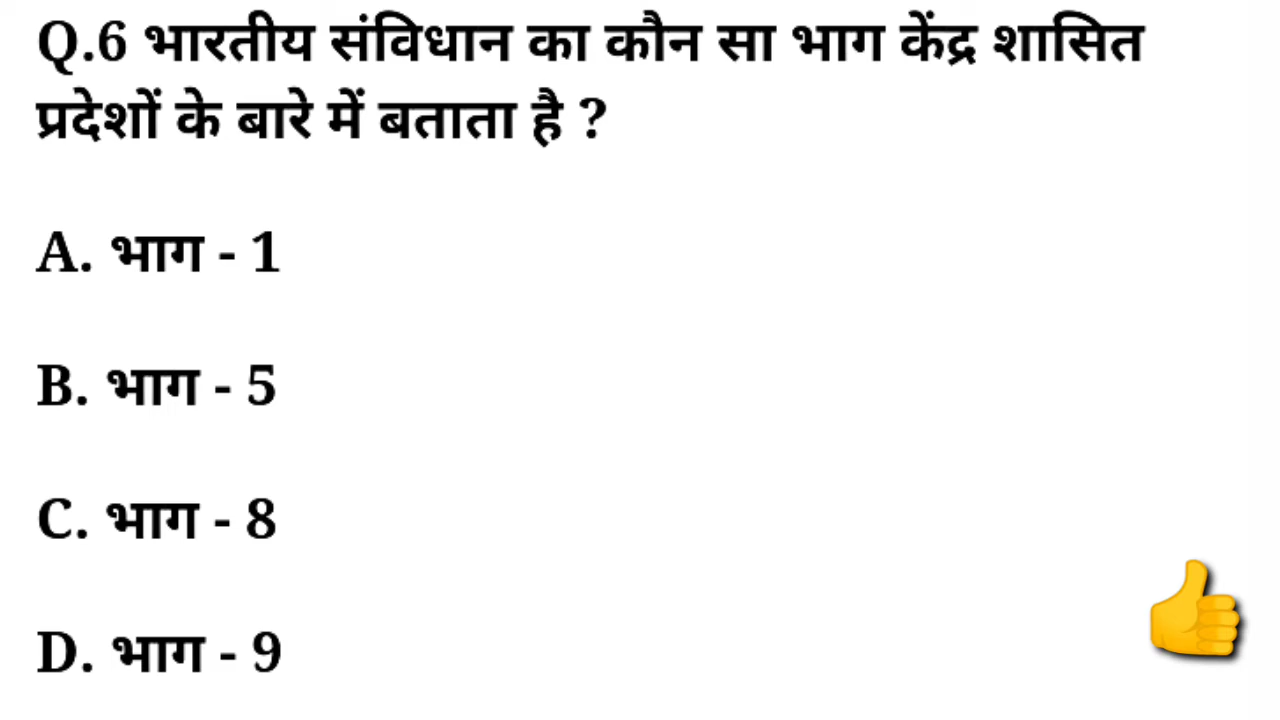 Q.6 भारतीय संविधान का कौन सा भाग केंद्र शासित
प्रदेशों के बारे में बताता है ?
A. भाग - 1
B. भाग - 5
C. भाग - 8
D. भाग - 9